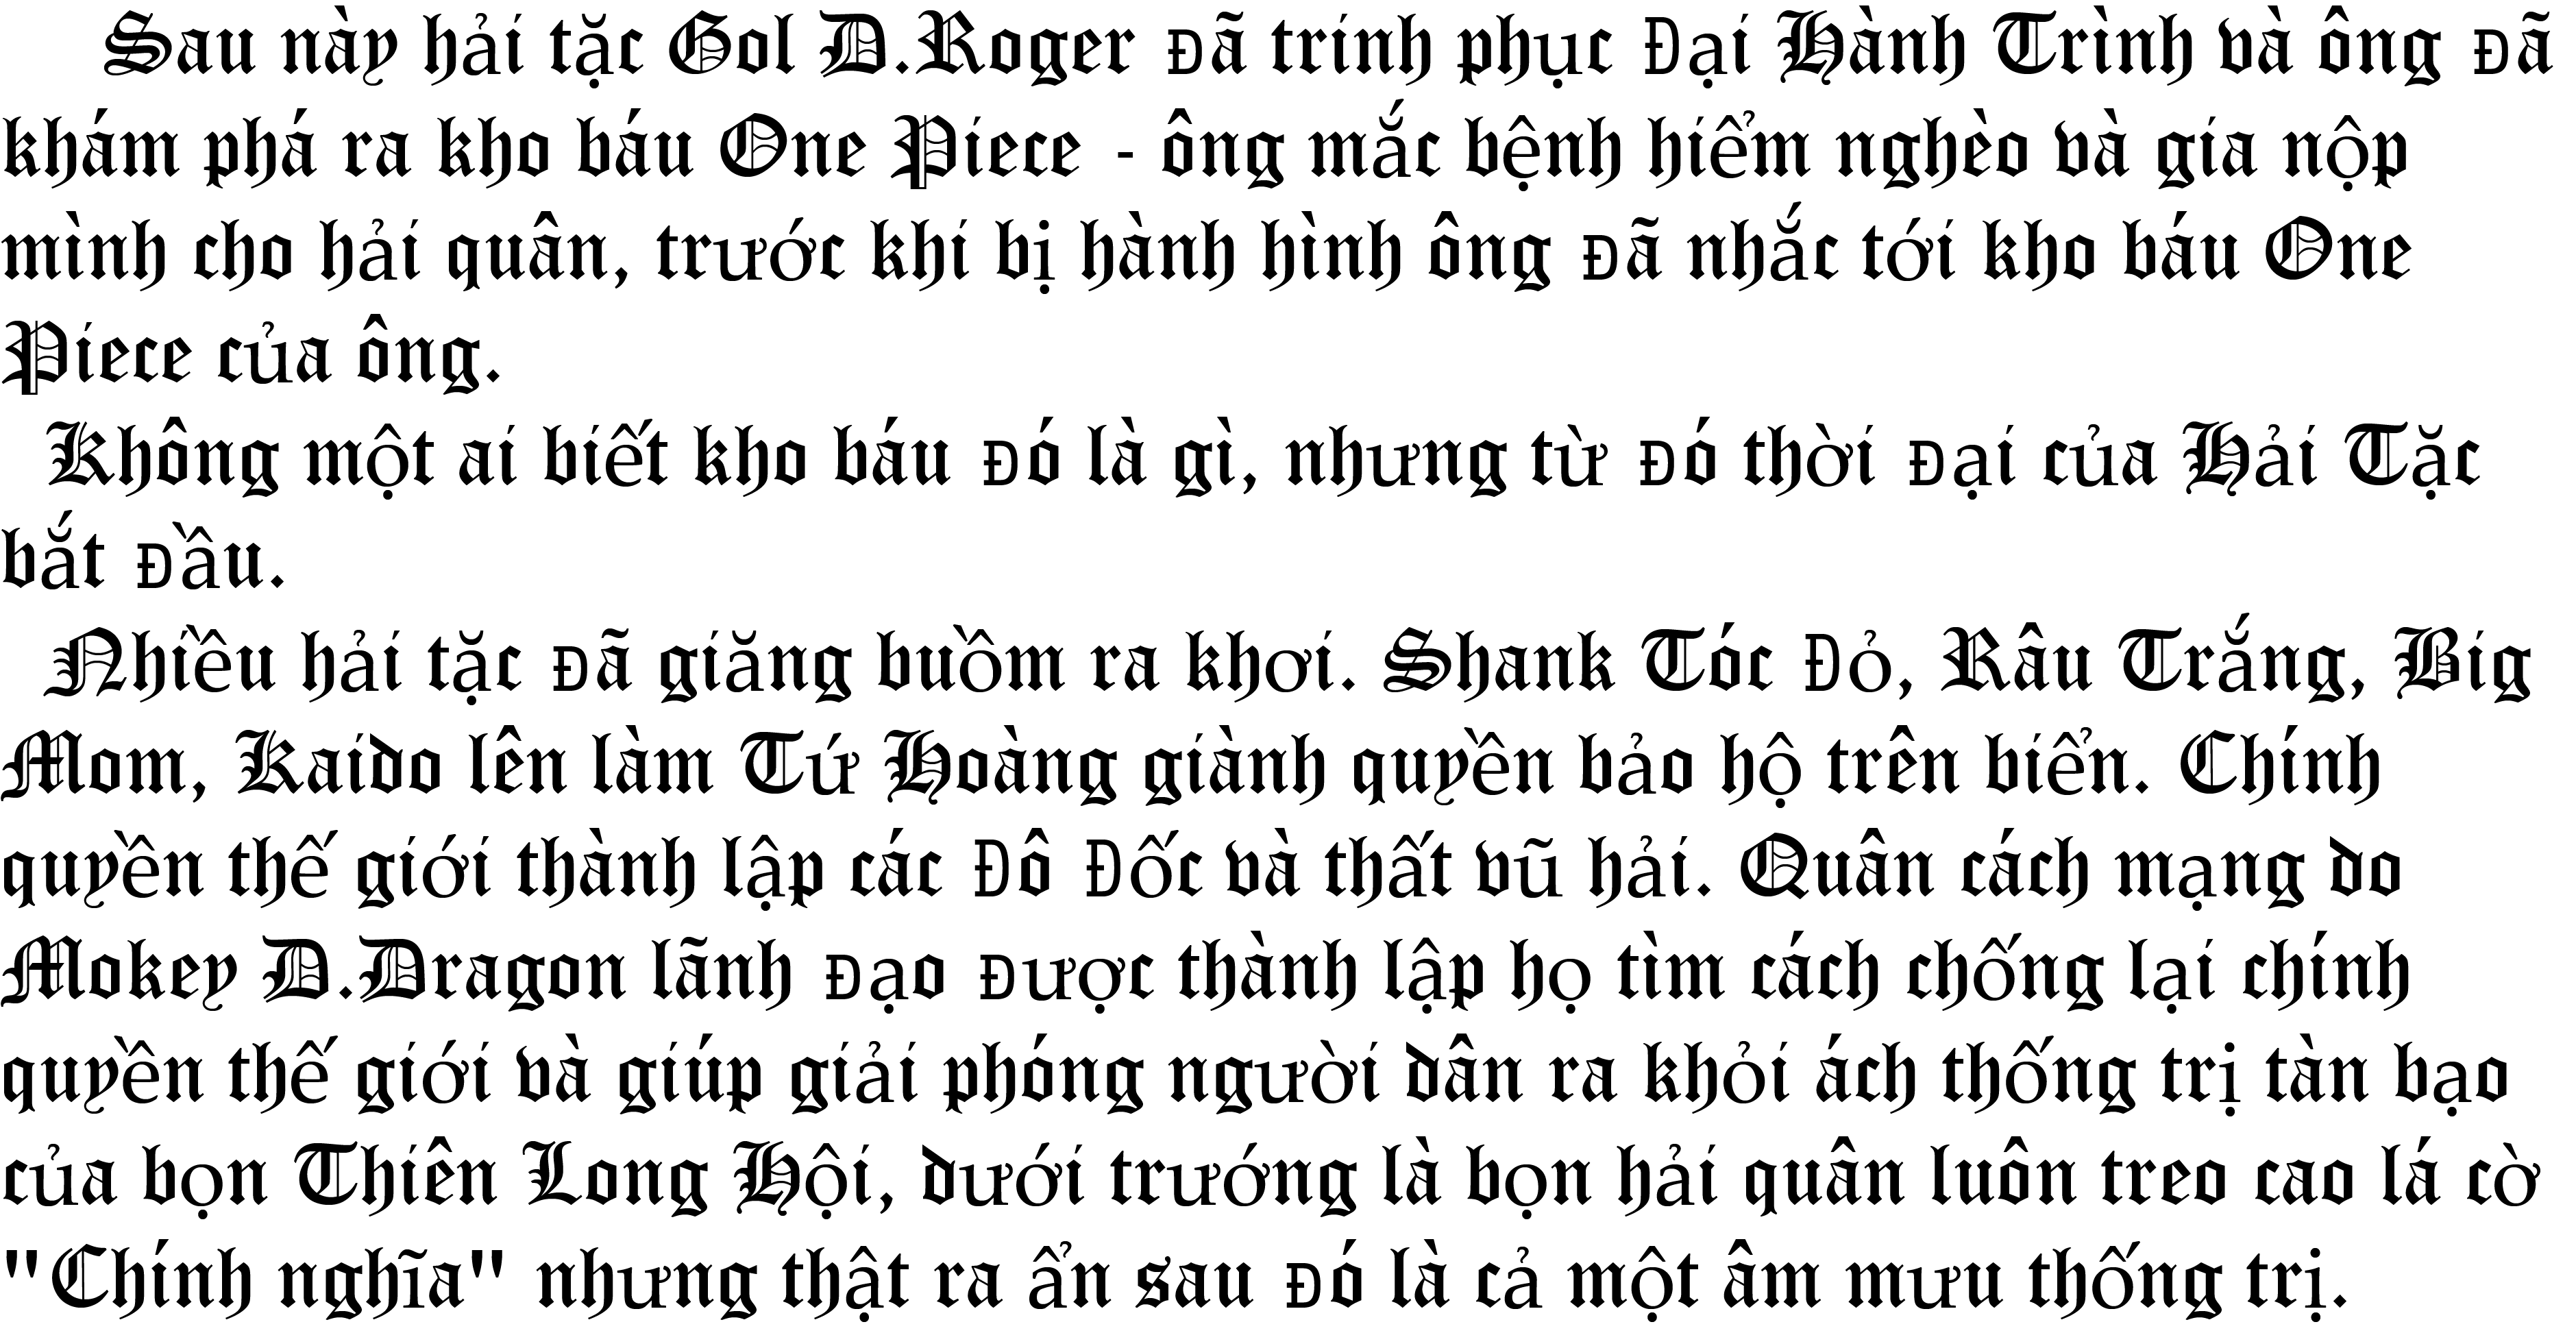 Sau này hải tặc Gol D.Roger đã trinh phục Đại Hành Trình và ông đã
khám phá ra kho báu One Piece - ông mắc bệnh hiểm nghèo và gia nộp
mình cho hải quân, trước khi bị hành hình ông đã nhắc tới kho báu One
Piece của ông.
Không một ai biết kho báu đó là gì, nhưng từ đó thời đại của Hải Tặc
bắt đầu.
Nhiều hải tặc đã giăng buồm ra khơi. Shank Tóc Đỏ, Râu Trắng, Big
Mom, Kaido lên làm Tứ Hoàng giành quyền bảo hộ trên biển. Chính
quyền thế giới thành lập các Đô Đốc và thất vũ hải. Quân cách mạng do
Mokey D.Dragon lãnh đạo được thành lập họ tìm cách chống lại chính
quyền thế giới và giúp giải phóng người dân ra khỏi ách thống trị tàn bạo
của bọn Thiên Long Hội, dưới trướng là bọn hải quân luôn treo cao lá cờ
"Chính nghĩa" nhưng thật ra ẩn sau đó là cả một âm mưu thống trị.